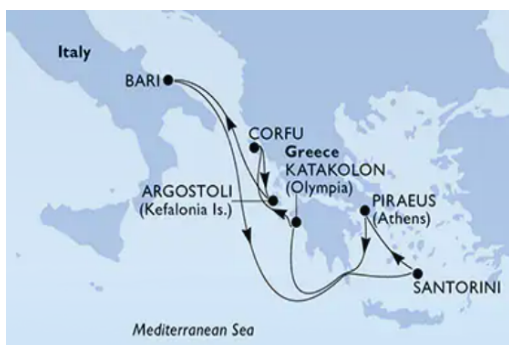 Italy
BARI
CORFU
Greece
KATAKOLON
(Olympia)
ARGOSTOLI
(Kefalonia Is.)
PIRAEUS
(Athens)
SANTORINI
Mediterranean Sea